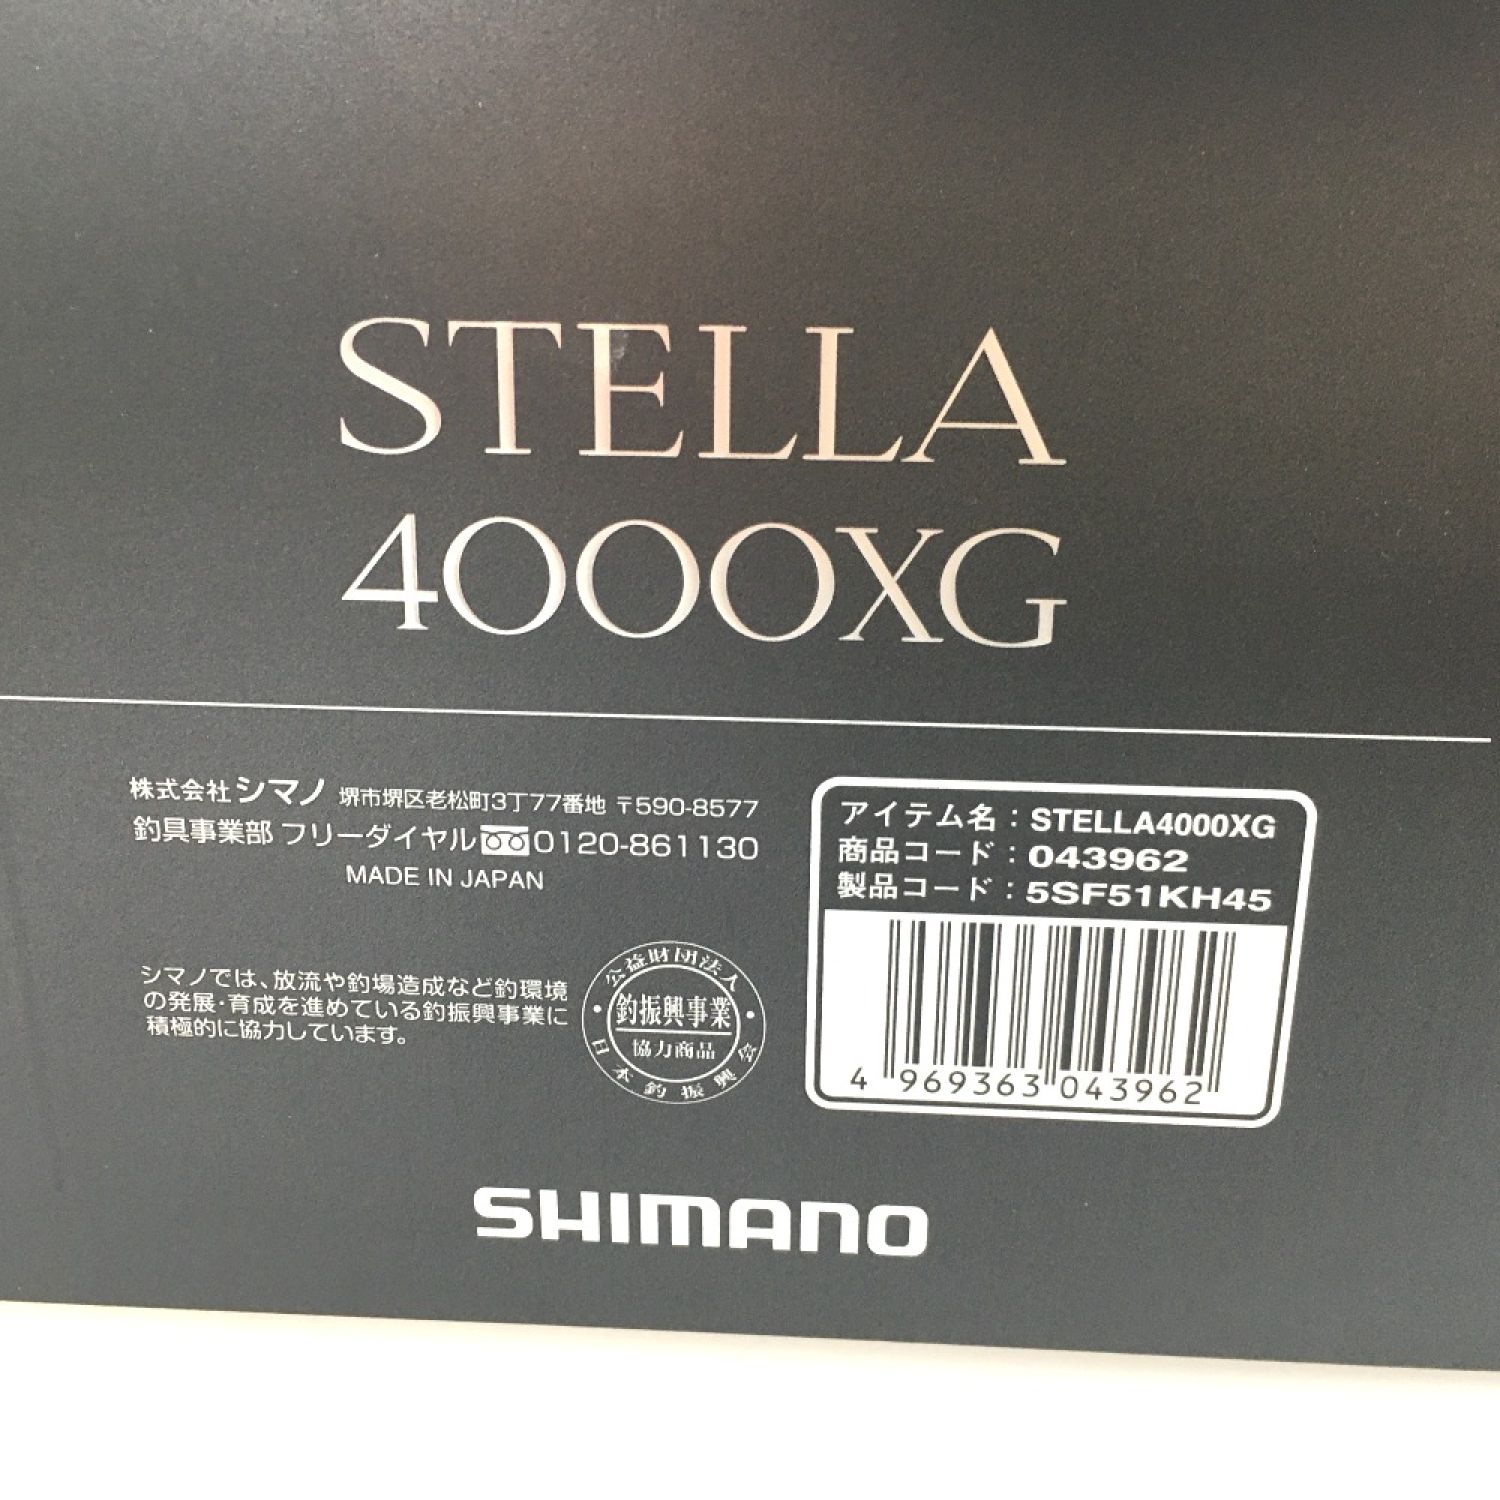 STELLA
4000XG
株式会社シマノ 堺市堺区老松町3丁77番地 〒590-8577
釣具事業部 フリーダイヤル 0120-861130
MADE IN JAPAN
シマノでは、放流や釣場造成など釣環境
の発展・育成を進めている釣振興事業に
積極的に協力しています。
公益財団法人
釣振興事業
協力商品
日本釣振興会
アイテム名：STELLA4000XG
商品コード：043962
製品コード：5SF51KH45
4 969363 043962
SHIMANO